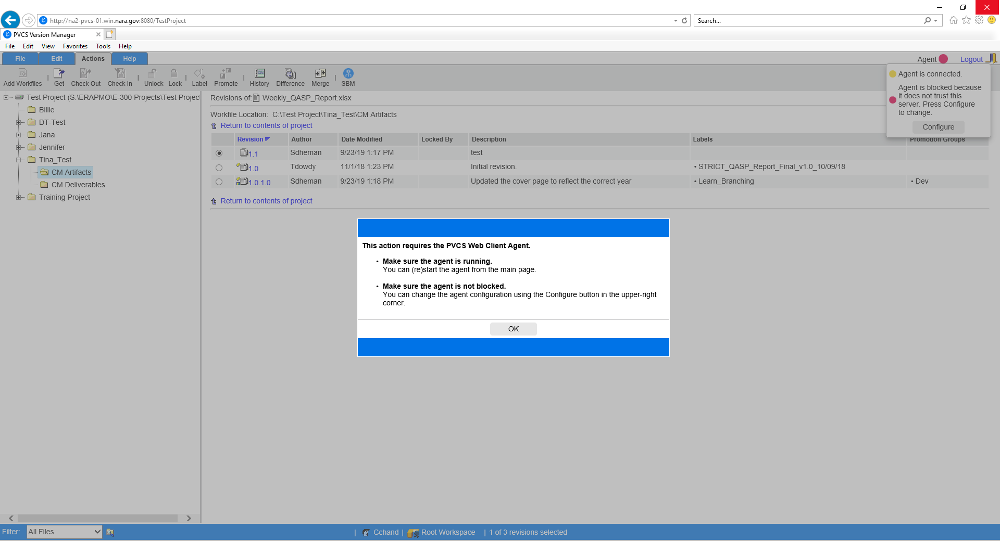 http://na2-pvcs-01.win.nara.gov:8080/TestProject
Search...
PVCS Version Manager
File Edit View Favorites Tools Help
File Edit Actions Help
Agent Logout
Add Workfiles | Get Check Out Check In | Unlock Lock | Label Promote | History Difference Merge | SBM
Agent is connected.
Agent is blocked because
it does not trust this
server. Press Configure
to change.
Configure
Test Project (S:\ERAPMO\E-300 Projects\Test Project
Billie
DT-Test
Jana
Jennifer
Tina_Test
CM Artifacts
CM Deliverables
Training Project
Revisions of: Weekly_QASP_Report.xlsx
Workfile Location: C:\Test Project\Tina_Test\CM Artifacts
Return to contents of project
Revision Author Date Modified Locked By Description Labels Promotion Groups
1.1 Sdheman 9/23/19 1:17 PM test
1.0 Tdowdy 11/1/18 1:23 PM Initial revision. • STRICT_QASP_Report_Final_v1.0_10/09/18
1.0.1.0 Sdheman 9/23/19 1:18 PM Updated the cover page to reflect the correct year • Learn_Branching • Dev
Return to contents of project
This action requires the PVCS Web Client Agent.
• Make sure the agent is running.
You can (re)start the agent from the main page.
• Make sure the agent is not blocked.
You can change the agent configuration using the Configure button in the upper-right
corner.
OK
Filter: All Files
| Cchand | Root Workspace | 1 of 3 revisions selected